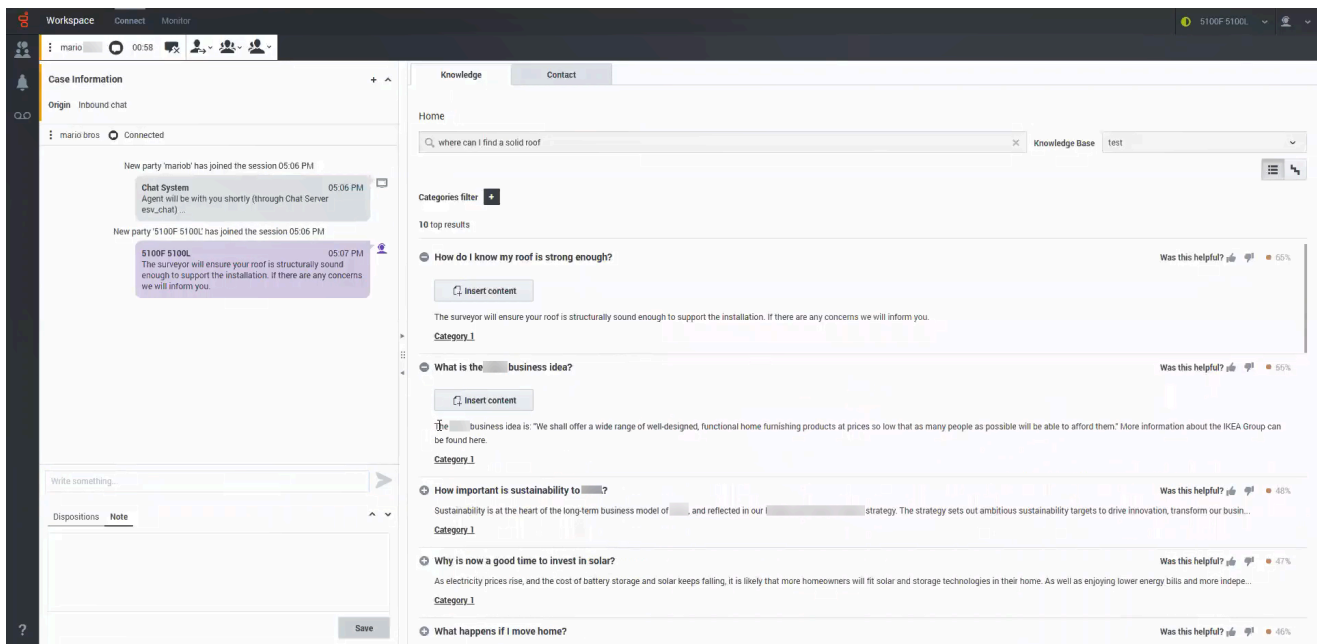 Workspace Connect Monitor 5100F 5100L
mario 00:58
Case Information
Origin Inbound chat
mario bros Connected
New party 'mariob' has joined the session 05:06 PM
Chat System 05:06 PM
Agent will be with you shortly (through Chat Server
esv_chat) ...
New party '5100F 5100L' has joined the session 05:06 PM
5100F 5100L 05:07 PM
The surveyor will ensure your roof is structurally sound
enough to support the installation. If there are any concerns
we will inform you.
Write something...
Dispositions Note
Save
?
Knowledge Contact
Home
where can I find a solid roof Knowledge Base test
Categories filter +
10 top results
How do I know my roof is strong enough? Was this helpful? 65%
Insert content
The surveyor will ensure your roof is structurally sound enough to support the installation. If there are any concerns we will inform you.
Category 1
What is the business idea? Was this helpful? 55%
Insert content
The business idea is: "We shall offer a wide range of well-designed, functional home furnishing products at prices so low that as many people as possible will be able to afford them." More information about the IKEA Group can
be found here.
Category 1
How important is sustainability to ? Was this helpful? 48%
Sustainability is at the heart of the long-term business model of , and reflected in our strategy. The strategy sets out ambitious sustainability targets to drive innovation, transform our busin...
Category 1
Why is now a good time to invest in solar? Was this helpful? 47%
As electricity prices rise, and the cost of battery storage and solar keeps falling, it is likely that more homeowners will fit solar and storage technologies in their home. As well as enjoying lower energy bills and more indepe...
Category 1
What happens if I move home? Was this helpful? 46%